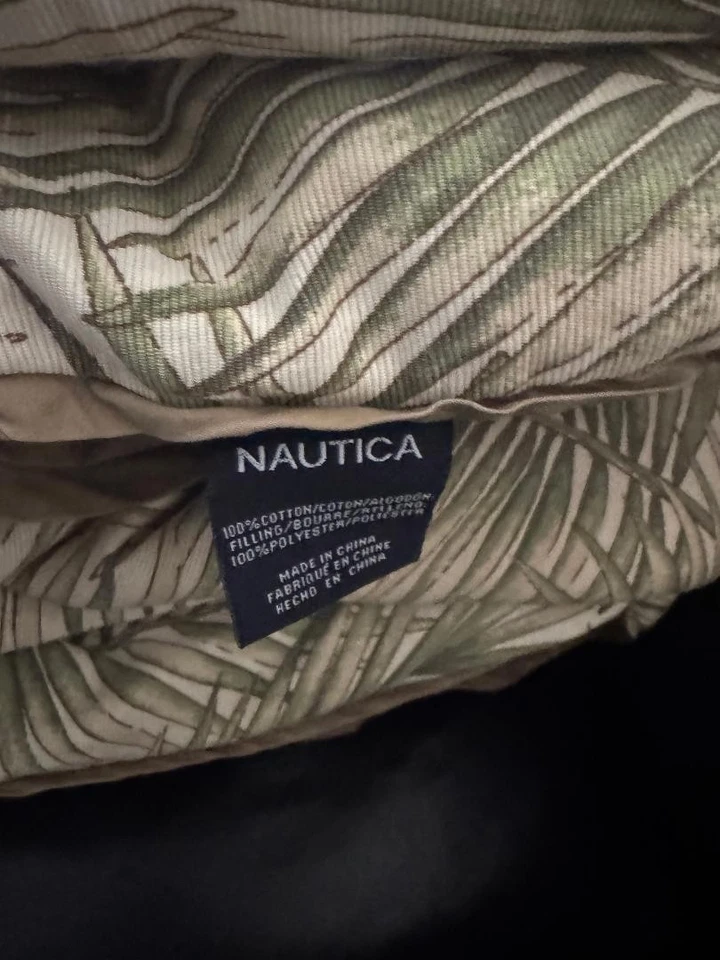 NAUTICA
100%COTTON/COTON/ALGODON:
FILLING/BOURRE/RELLENO:
100%POLYESTER/POLIESTER
MADE IN CHINA
FABRIQUÉ EN CHINE
HECHO EN CHINA